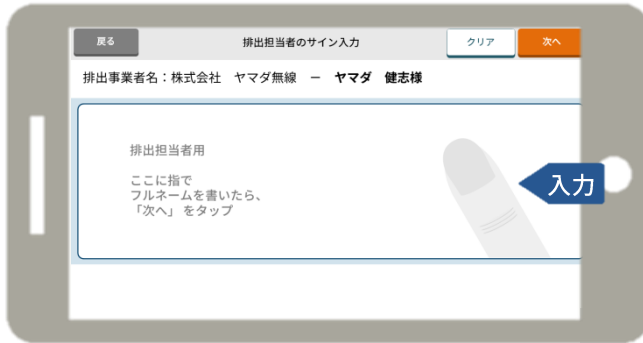 戻る
排出担当者のサイン入力
クリア
次へ
排出事業者名：株式会社　ヤマダ無線　ー　ヤマダ　健志様
排出担当者用
ここに指で
フルネームを書いたら、
「次へ」 をタップ
入力